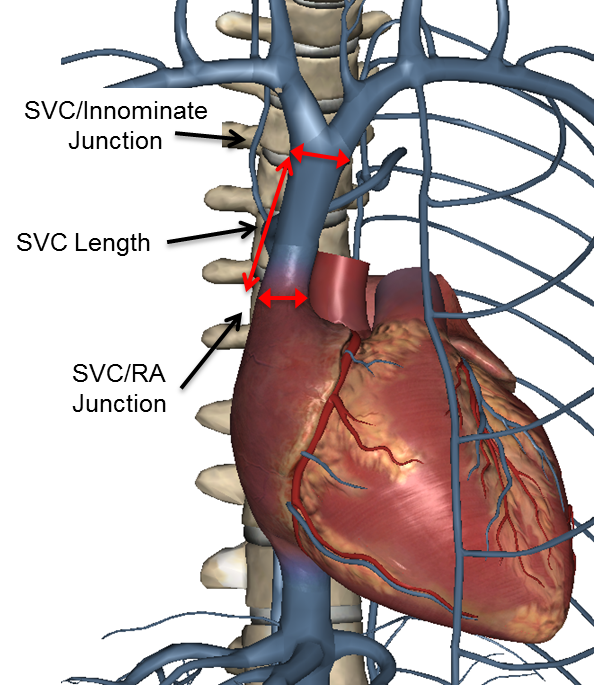 SVC/Innominate
Junction
SVC Length
SVC/RA
Junction